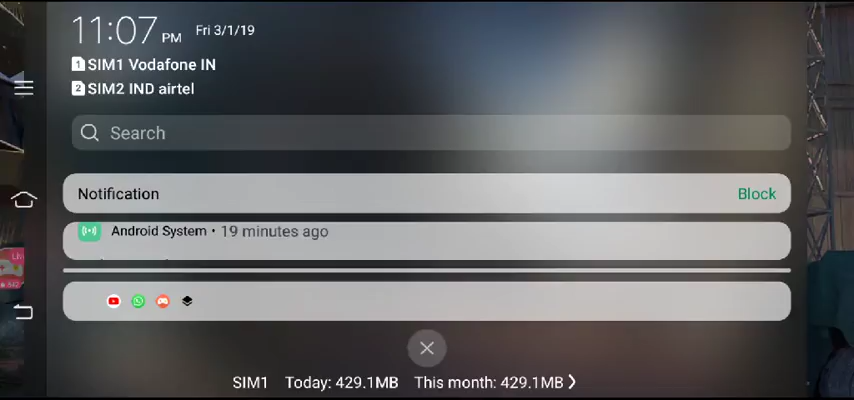 11:07 PM Fri 3/1/19
1 SIM1 Vodafone IN
2 SIM2 IND airtel
Search
Notification Block
Android System • 19 minutes ago
Live
SIM1 Today: 429.1MB This month: 429.1MB